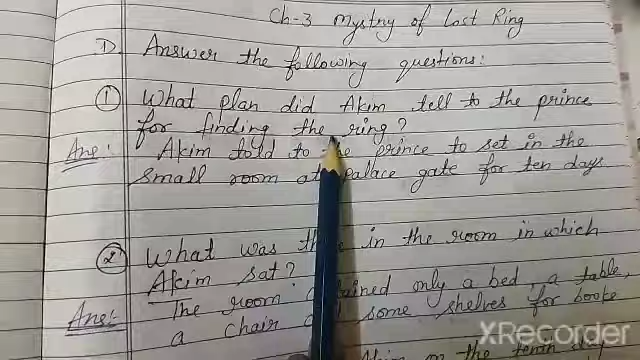 Ch-3 Mystry of Lost Ring
D. Answer the following questions:
① What plan did Akim tell to the prince
for finding the ring?
Ans: Akim told to the prince to set in the
small room at palace gate for ten days
② What was in the room in which
Akim sat?
Ans:- The room only a bed, a table,
a chair some shelves for books
on the tenth day
XRecorder